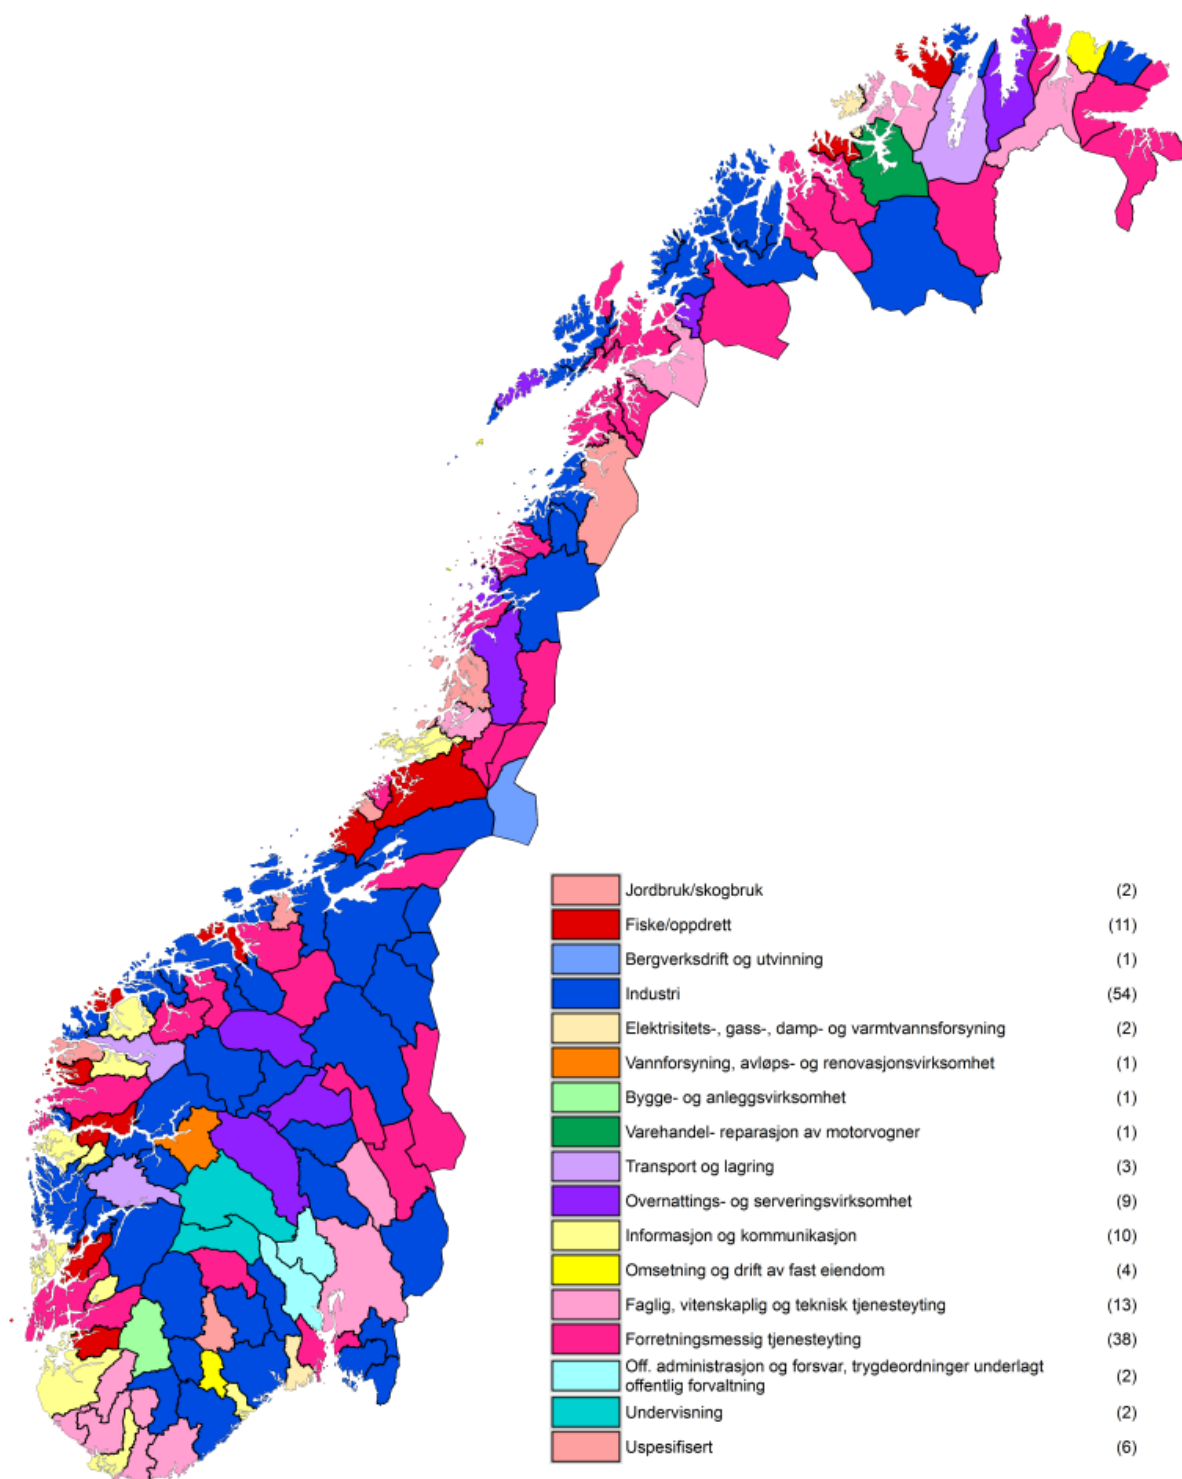 Jordbruk/skogbruk (2)
Fiske/oppdrett (11)
Bergverksdrift og utvinning (1)
Industri (54)
Elektrisitets-, gass-, damp- og varmtvannsforsyning (2)
Vannforsyning, avløps- og renovasjonsvirksomhet (1)
Bygge- og anleggsvirksomhet (1)
Varehandel- reparasjon av motorvogner (1)
Transport og lagring (3)
Overnattings- og serveringsvirksomhet (9)
Informasjon og kommunikasjon (10)
Omsetning og drift av fast eiendom (4)
Faglig, vitenskaplig og teknisk tjenesteyting (13)
Forretningsmessig tjenesteyting (38)
Off. administrasjon og forsvar, trygdeordninger underlagt
offentlig forvaltning (2)
Undervisning (2)
Uspesifisert (6)